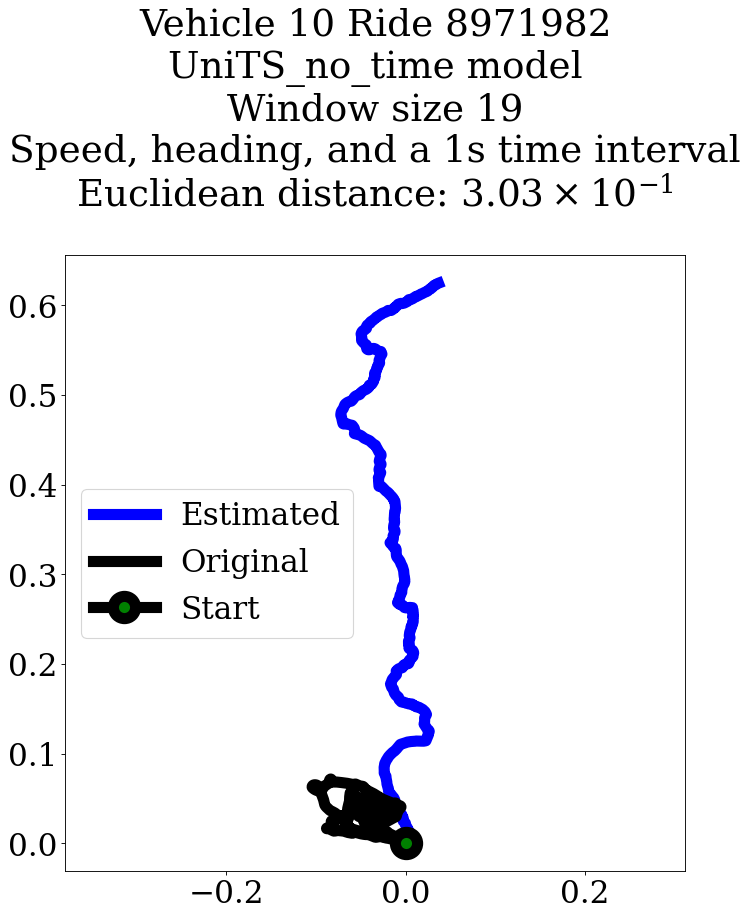 Vehicle 10 Ride 8971982
UniTS_no_time model
Window size 19
Speed, heading, and a 1s time interval
Euclidean distance: $3.03 × 10^{-1}$
0.6
0.5
0.4
0.3
0.2
0.1
0.0
Estimated
Original
Start
−0.2
0.0
0.2